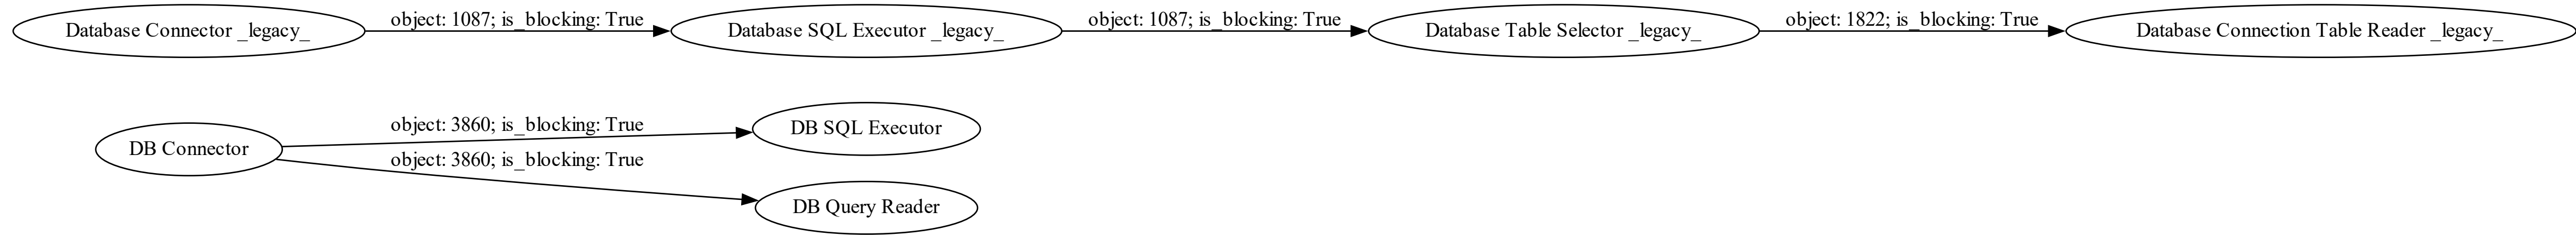 Database Connector _legacy_
object: 1087; is_blocking: True
Database SQL Executor _legacy_
object: 1087; is_blocking: True
Database Table Selector _legacy_
object: 1822; is_blocking: True
Database Connection Table Reader _legacy_
DB Connector
object: 3860; is_blocking: True
DB SQL Executor
object: 3860; is_blocking: True
DB Query Reader